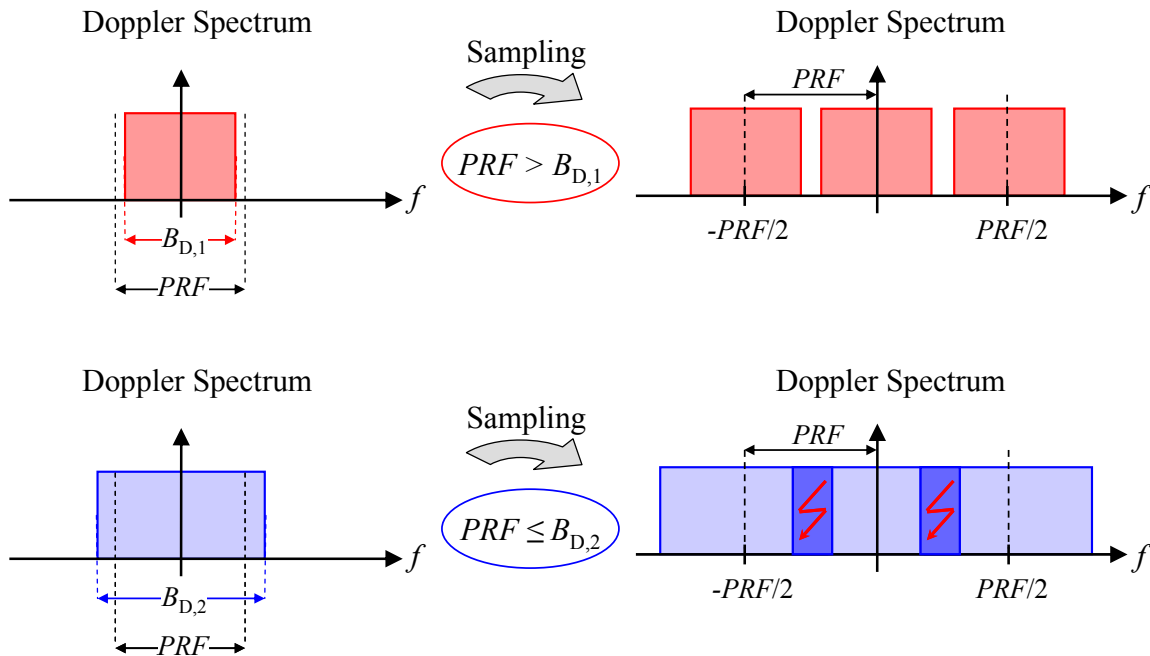 Doppler Spectrum
f
B_D,1
PRF
Sampling
PRF > B_D,1
Doppler Spectrum
PRF
f
-PRF/2
PRF/2
Doppler Spectrum
f
B_D,2
PRF
Sampling
PRF ≤ B_D,2
Doppler Spectrum
PRF
f
-PRF/2
PRF/2